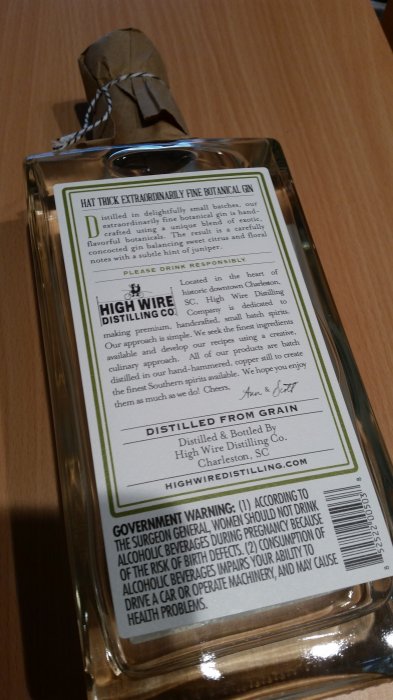 HAT TRICK EXTRAORDINARILY FINE BOTANICAL GIN
Distilled in delightfully small batches, our
extraordinarily fine botanical gin is hand-
crafted using a unique blend of exotic,
flavorful botanicals. The result is a carefully
concocted gin balancing sweet citrus and floral
notes with a subtle hint of juniper.
PLEASE DRINK RESPONSIBLY.
HIGH WIRE
DISTILLING CO.
Located in the heart of
historic downtown Charleston,
SC, High Wire Distilling
Company is dedicated to
making premium, handcrafted, small batch spirits.
Our approach is simple. We seek the finest ingredients
available and develop our recipes using a creative,
culinary approach. All of our products are batch
distilled in our hand-hammered, copper still to create
the finest Southern spirits available. We hope you enjoy
them as much as we do! Cheers, Ann & Scott
DISTILLED FROM GRAIN
Distilled & Bottled By
High Wire Distilling Co.
Charleston, SC
HIGHWIREDISTILLING.COM
GOVERNMENT WARNING: (1) ACCORDING TO
THE SURGEON GENERAL, WOMEN SHOULD NOT DRINK
ALCOHOLIC BEVERAGES DURING PREGNANCY BECAUSE
OF THE RISK OF BIRTH DEFECTS. (2) CONSUMPTION OF
ALCOHOLIC BEVERAGES IMPAIRS YOUR ABILITY TO
DRIVE A CAR OR OPERATE MACHINERY, AND MAY CAUSE
HEALTH PROBLEMS.
8 52522 00503 8